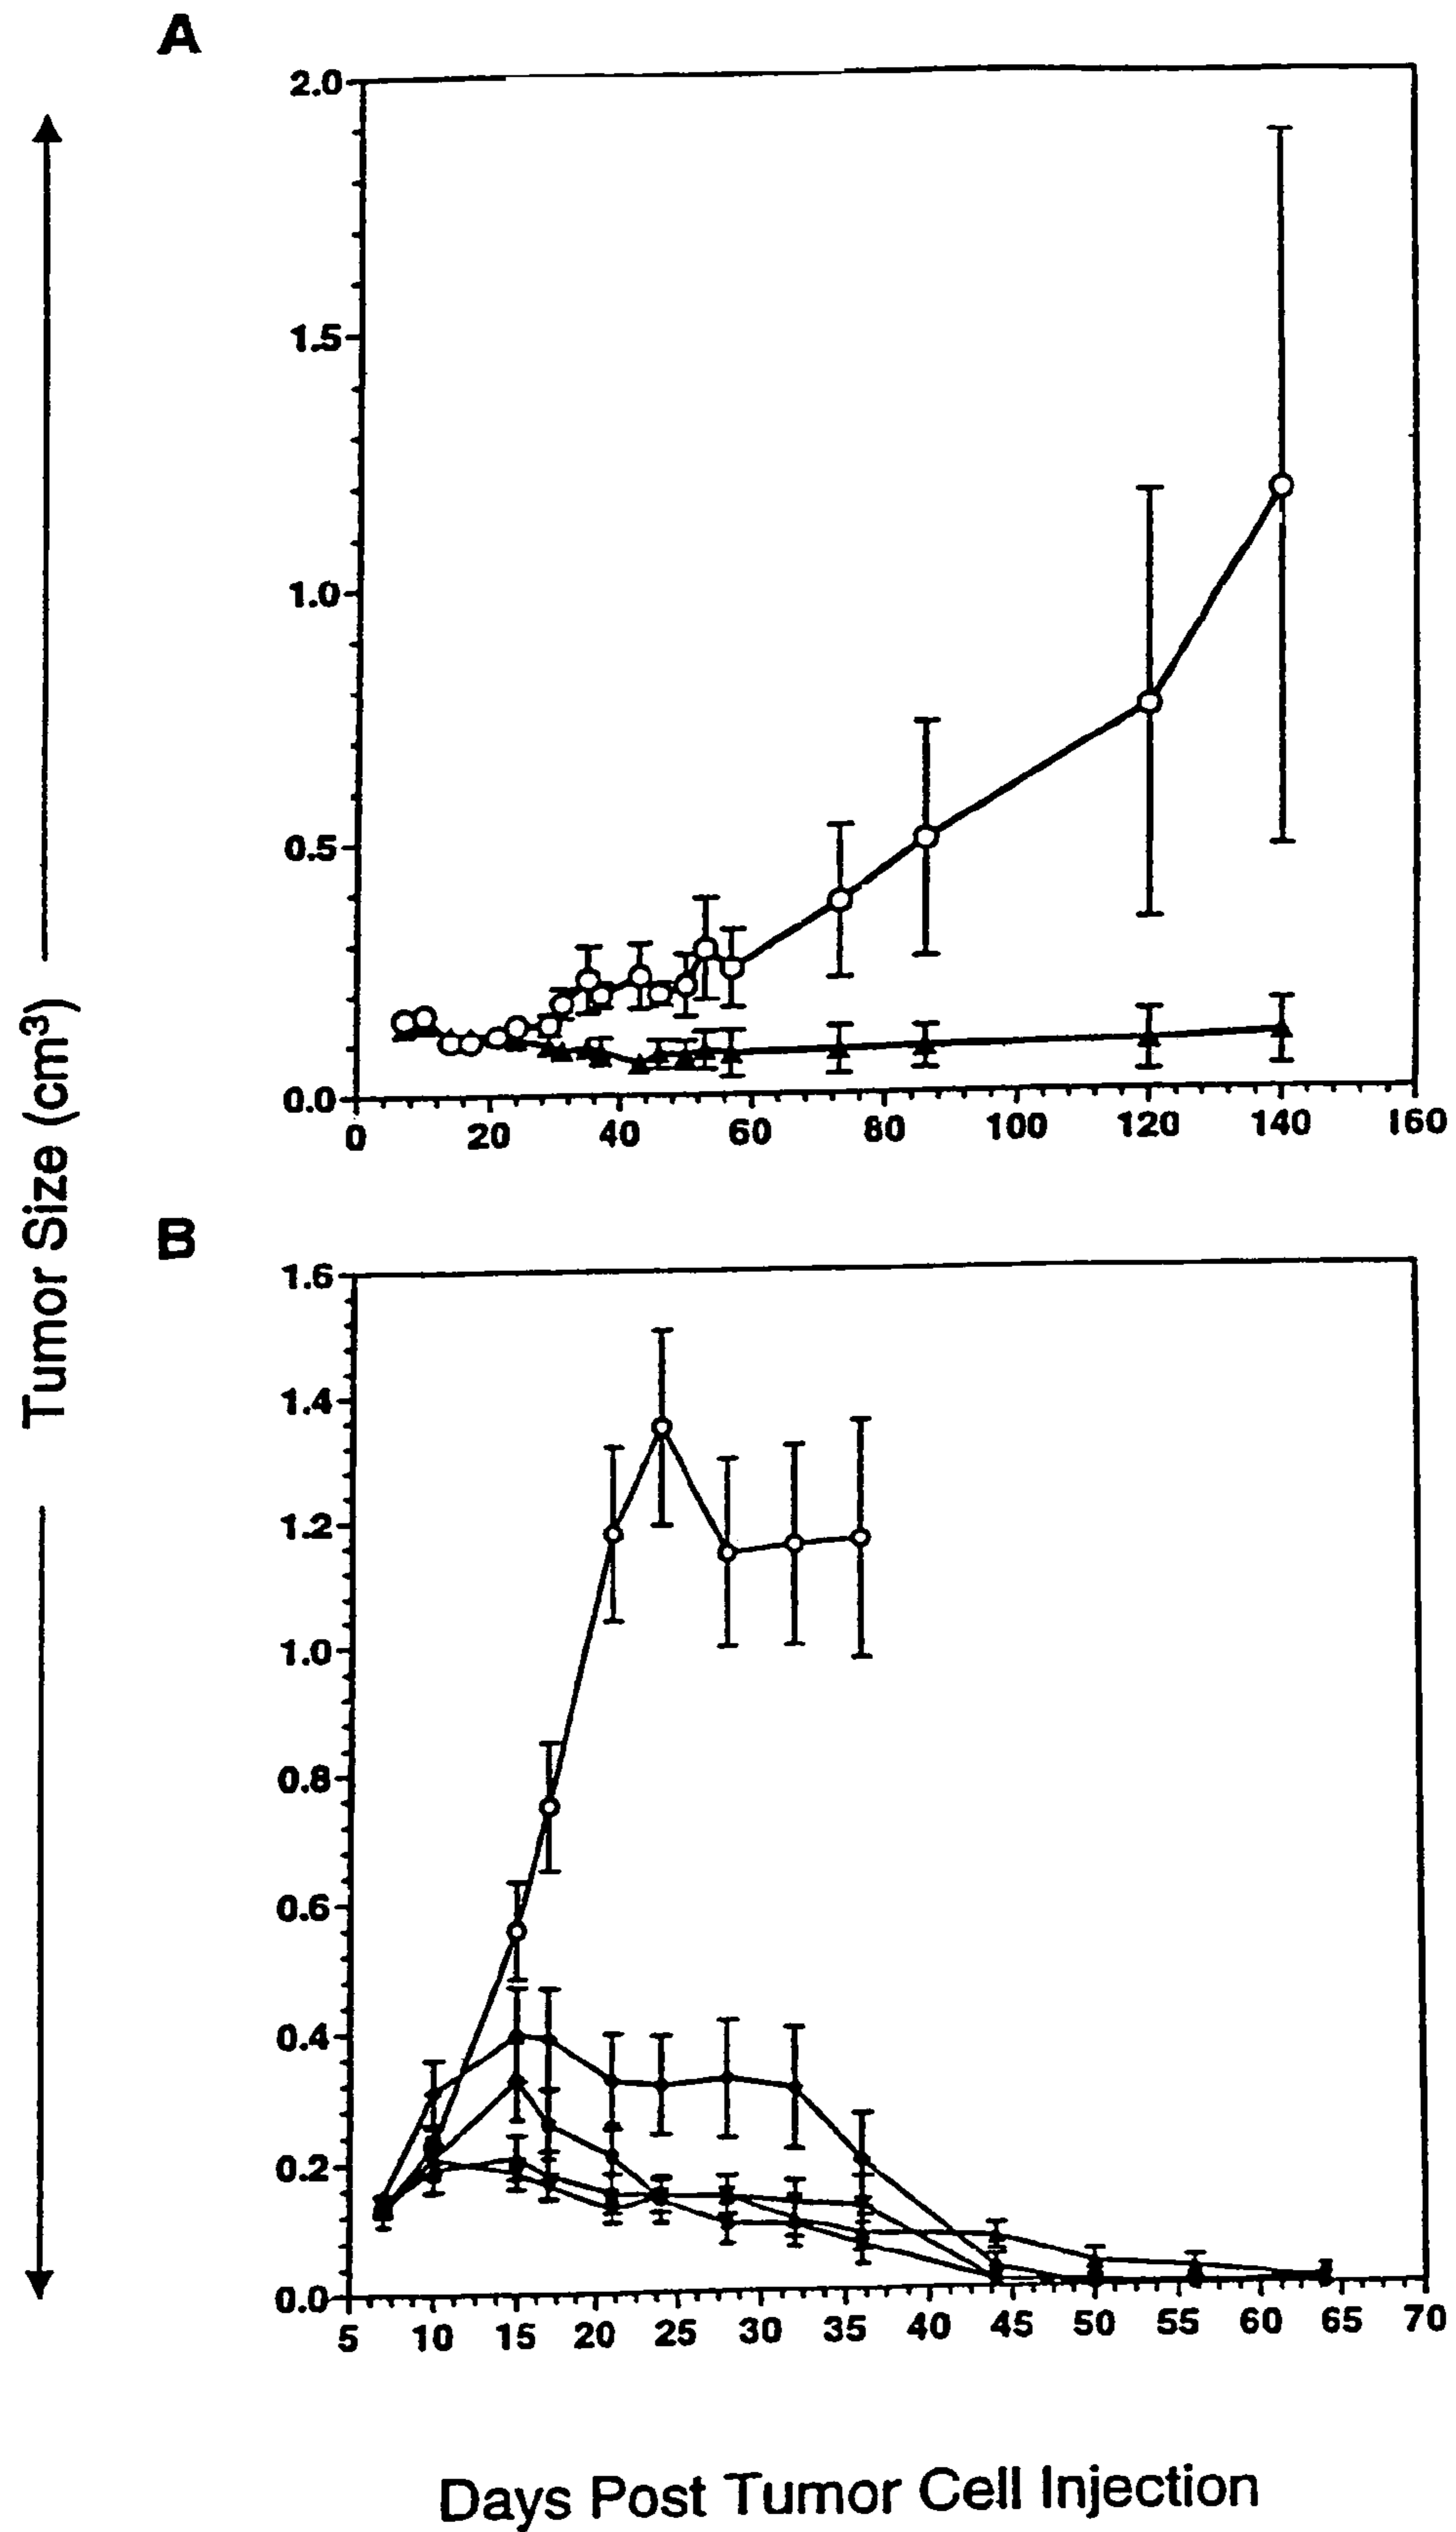 A
2.0
1.5
1.0
0.5
0.0
0 20 40 60 80 100 120 140 160
Tumor Size (cm³)
B
1.6
1.4
1.2
1.0
0.8
0.6
0.4
0.2
0.0
5 10 15 20 25 30 35 40 45 50 55 60 65 70
Days Post Tumor Cell Injection